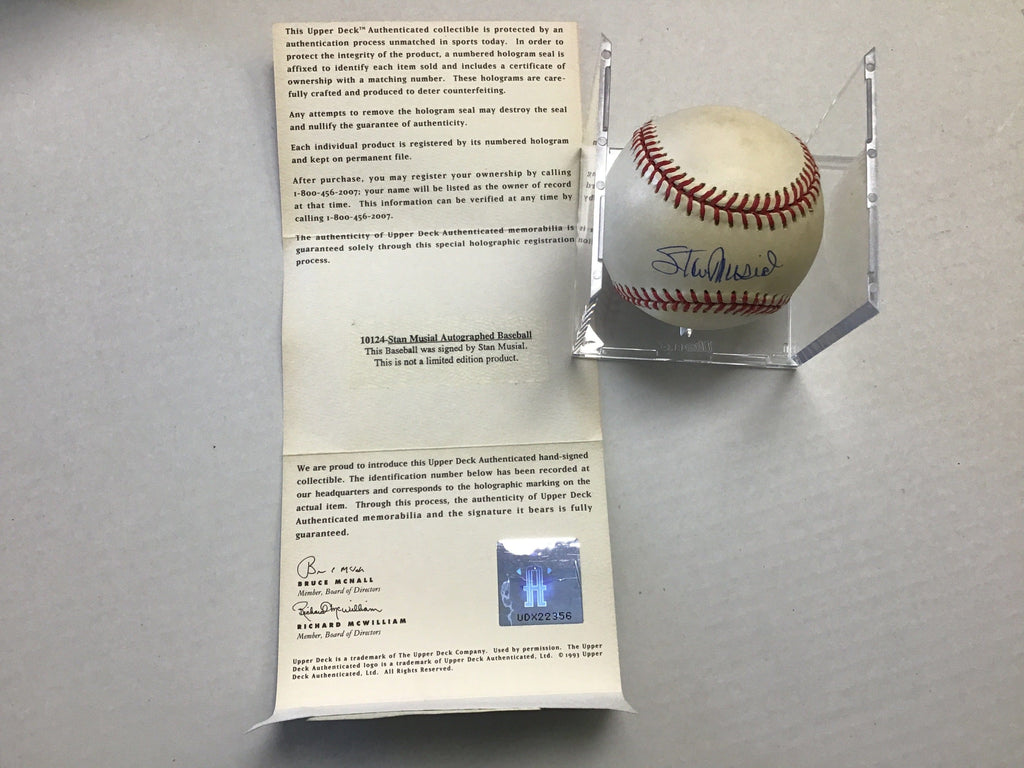 This Upper Deck™ Authenticated collectible is protected by an
authentication process unmatched in sports today. In order to
protect the integrity of the product, a numbered hologram seal is
affixed to identify each item sold and includes a certificate of
ownership with a matching number. These holograms are care-
fully crafted and produced to deter counterfeiting.
Any attempts to remove the hologram seal may destroy the seal
and nullify the guarantee of authenticity.
Each individual product is registered by its numbered hologram
and kept on permanent file.
After purchase, you may register your ownership by calling
1-800-456-2007; your name will be listed as the owner of record
at that time. This information can be verified at any time by
calling 1-800-456-2007.
The authenticity of Upper Deck Authenticated memorabilia is
guaranteed solely through this special holographic registration
process.
10124-Stan Musial Autographed Baseball
This Baseball was signed by Stan Musial.
This is not a limited edition product.
We are proud to introduce this Upper Deck Authenticated hand-signed
collectible. The identification number below has been recorded at
our headquarters and corresponds to the holographic marking on the
actual item. Through this process, the authenticity of Upper Deck
Authenticated memorabilia and the signature it bears is fully
guaranteed.
BRUCE MCNALL
Member, Board of Directors
Richard McWilliam
RICHARD MCWILLIAM
Member, Board of Directors
UDX22356
Upper Deck is a trademark of The Upper Deck Company. Used by permission. The Upper
Deck Authenticated logo is a trademark of Upper Deck Authenticated, Ltd. © 1993 Upper
Deck Authenticated, Ltd. All Rights Reserved.
Stan Musial